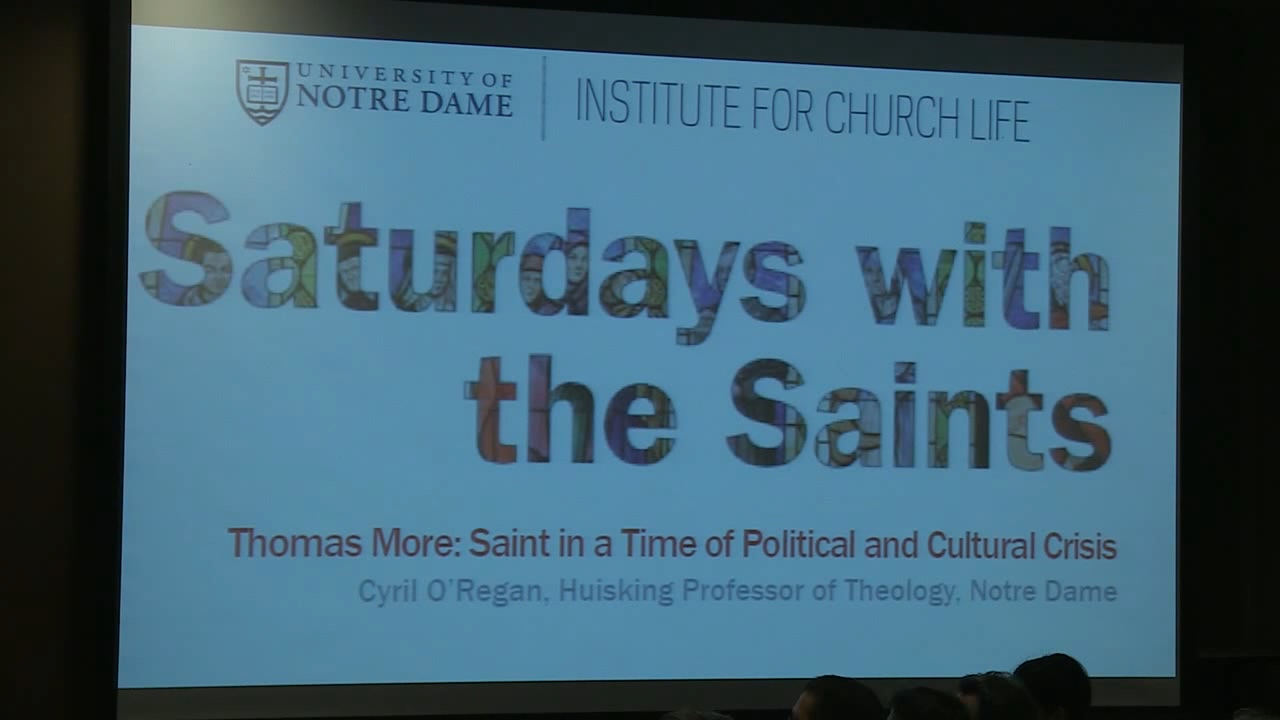 UNIVERSITY OF
NOTRE DAME
INSTITUTE FOR CHURCH LIFE
Saturdays with
the Saints
Thomas More: Saint in a Time of Political and Cultural Crisis
Cyril O'Regan, Huisking Professor of Theology, Notre Dame